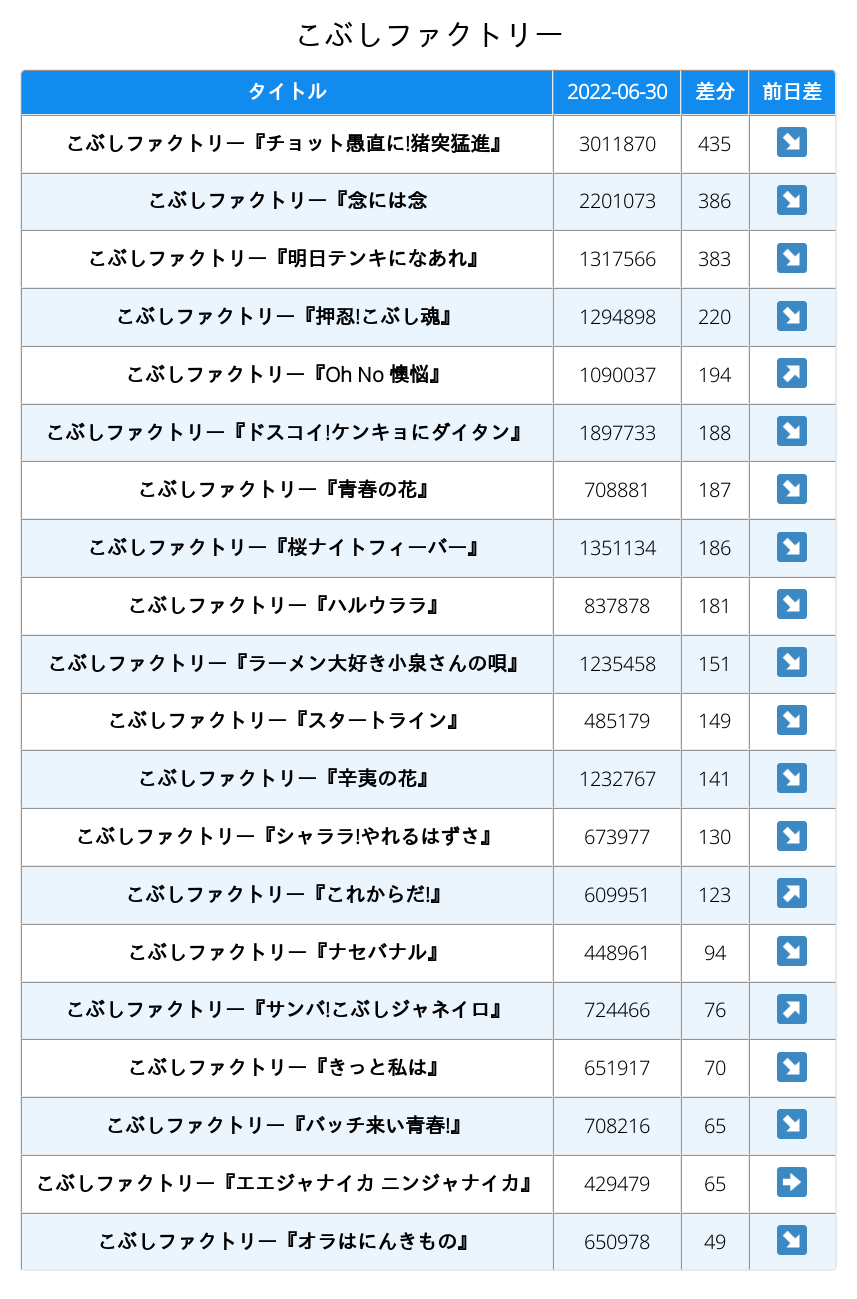 こぶしファクトリー
タイトル 2022-06-30 差分 前日差
こぶしファクトリー『チョット愚直に!猪突猛進』 3011870 435 ↘
こぶしファクトリー『念には念 2201073 386 ↘
こぶしファクトリー『明日テンキになあれ』 1317566 383 ↘
こぶしファクトリー『押忍!こぶし魂』 1294898 220 ↘
こぶしファクトリー『Oh No 懊悩』 1090037 194 ↗
こぶしファクトリー『ドスコイ!ケンキョにダイタン』 1897733 188 ↘
こぶしファクトリー『青春の花』 708881 187 ↘
こぶしファクトリー『桜ナイトフィーバー』 1351134 186 ↘
こぶしファクトリー『ハルウララ』 837878 181 ↘
こぶしファクトリー『ラーメン大好き小泉さんの唄』 1235458 151 ↘
こぶしファクトリー『スタートライン』 485179 149 ↘
こぶしファクトリー『辛夷の花』 1232767 141 ↘
こぶしファクトリー『シャララ!やれるはずさ』 673977 130 ↘
こぶしファクトリー『これからだ!』 609951 123 ↗
こぶしファクトリー『ナセバナル』 448961 94 ↘
こぶしファクトリー『サンバ!こぶしジャネイロ』 724466 76 ↗
こぶしファクトリー『きっと私は』 651917 70 ↘
こぶしファクトリー『バッチ来い青春!』 708216 65 ↘
こぶしファクトリー『エエジャナイカ ニンジャナイカ』 429479 65 ➡
こぶしファクトリー『オラはにんきもの』 650978 49 ↘